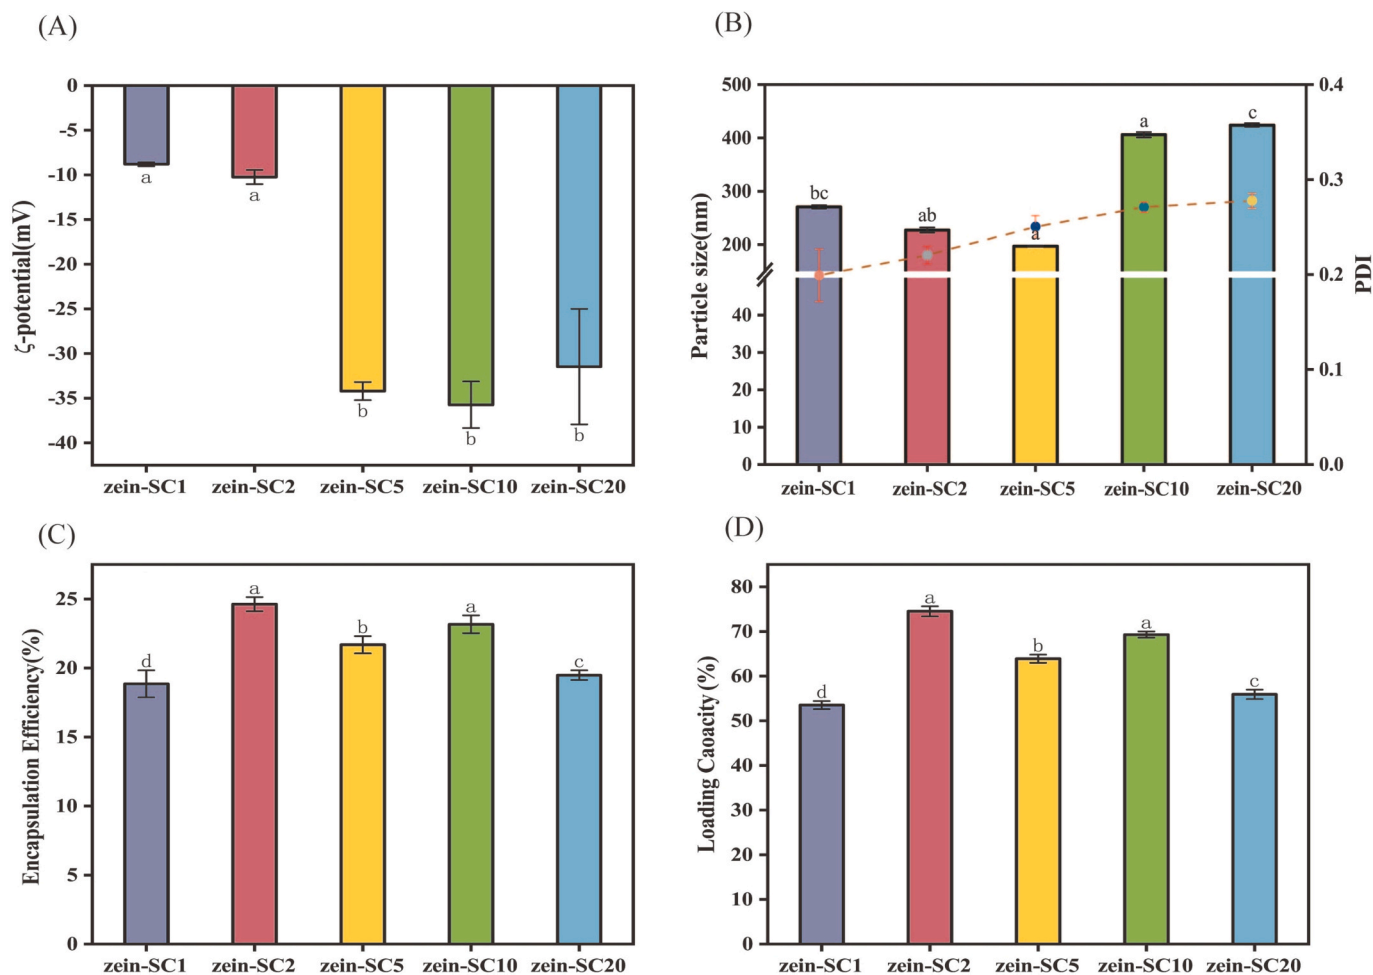 (A)
0
-5
-10
-15
-20
-25
-30
-35
-40
ζ-potential(mV)
a
a
b
b
b
zein-SC1 zein-SC2 zein-SC5 zein-SC10 zein-SC20
(B)
500
400
300
200
40
30
20
10
0
Particle size(nm)
bc
ab
a
a
c
0.4
0.3
0.2
0.1
0.0
PDI
zein-SC1 zein-SC2 zein-SC5 zein-SC10 zein-SC20
(C)
25
20
15
10
5
0
Encapsulation Efficiency(%)
d
a
b
a
c
zein-SC1 zein-SC2 zein-SC5 zein-SC10 zein-SC20
(D)
80
70
60
50
40
30
20
10
0
Loading Caoacity (%)
d
a
b
a
c
zein-SC1 zein-SC2 zein-SC5 zein-SC10 zein-SC20